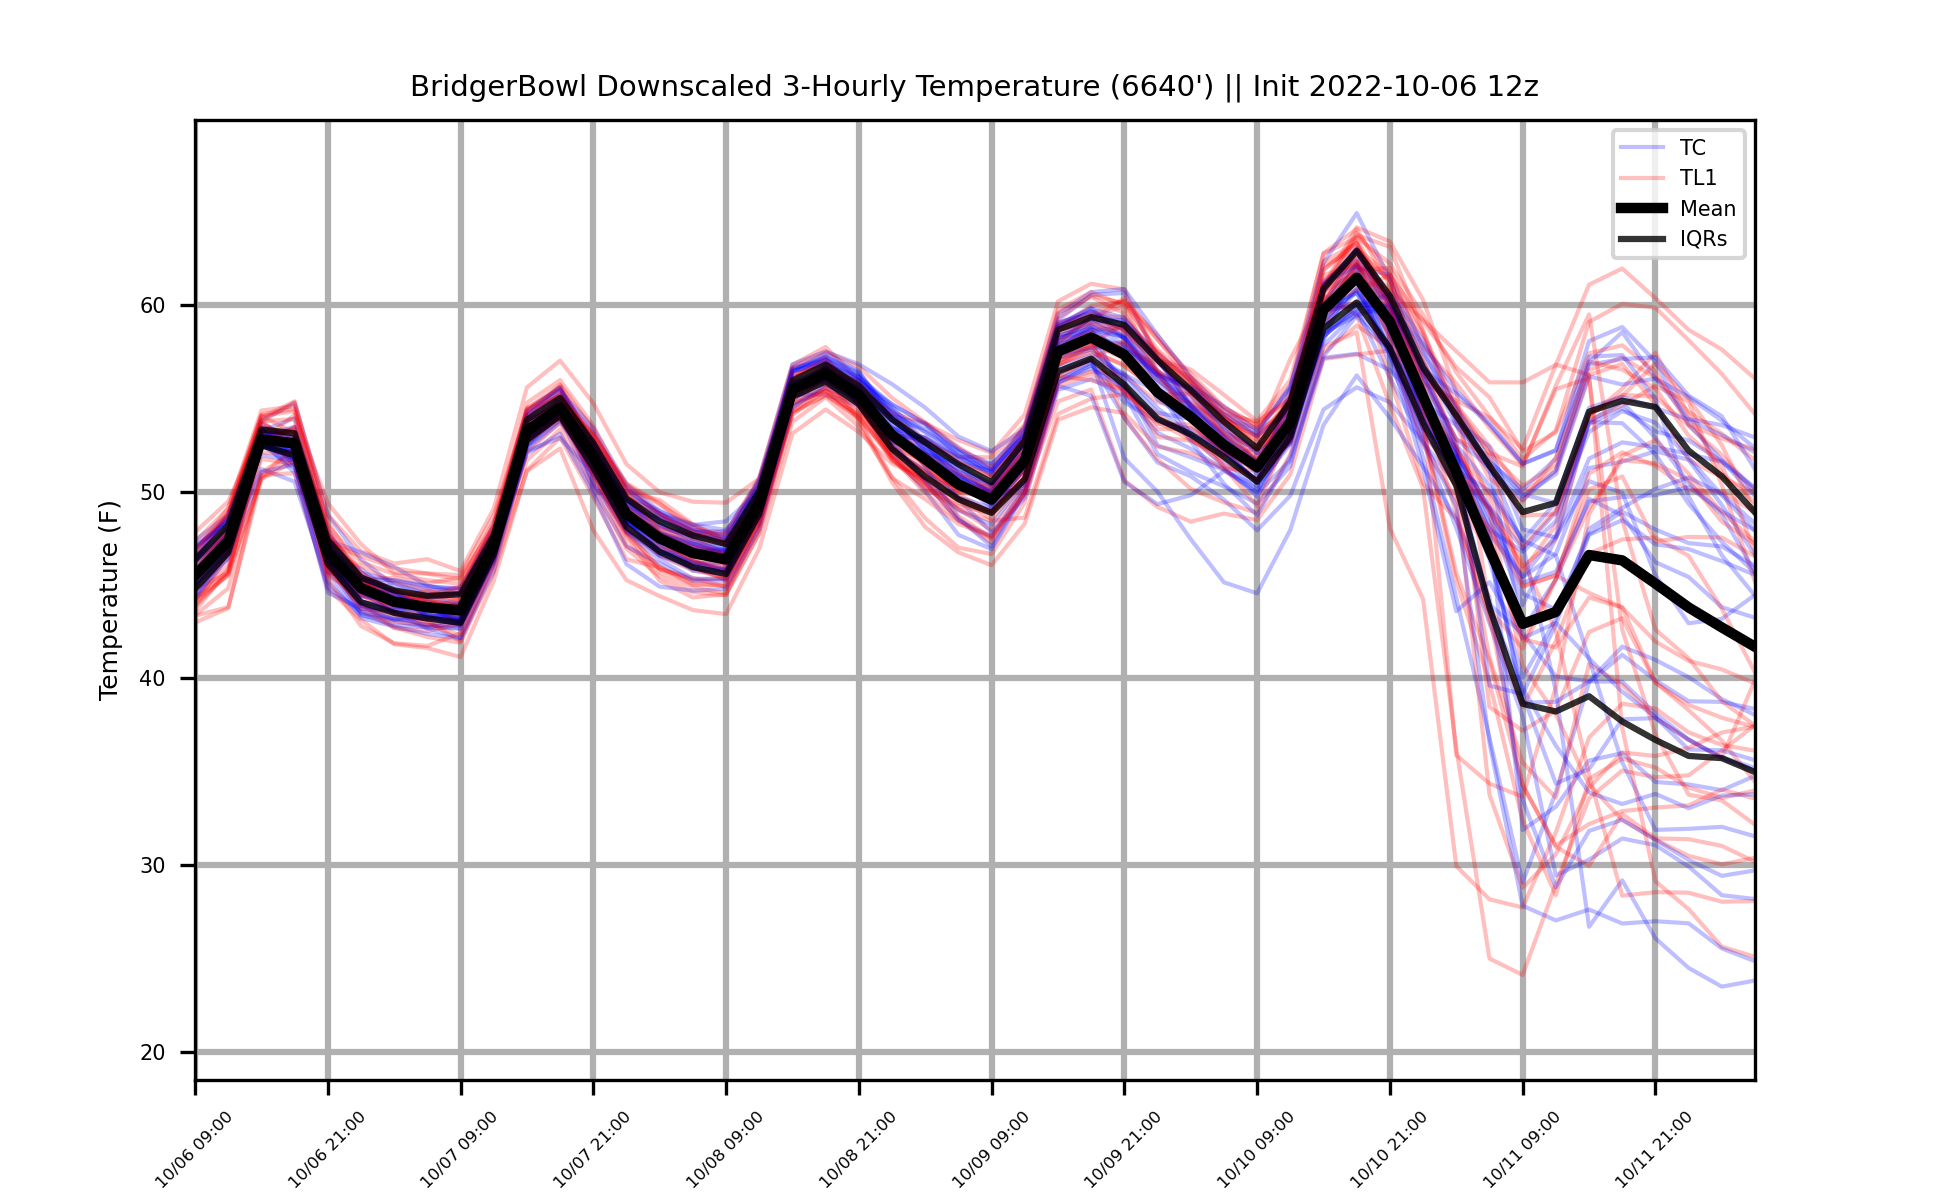 BridgerBowl Downscaled 3-Hourly Temperature (6640') || Init 2022-10-06 12z
TC
TL1
Mean
IQRs
Temperature (F)
60
50
40
30
20
10/06 09:00
10/06 21:00
10/07 09:00
10/07 21:00
10/08 09:00
10/08 21:00
10/09 09:00
10/09 21:00
10/10 09:00
10/10 21:00
10/11 09:00
10/11 21:00